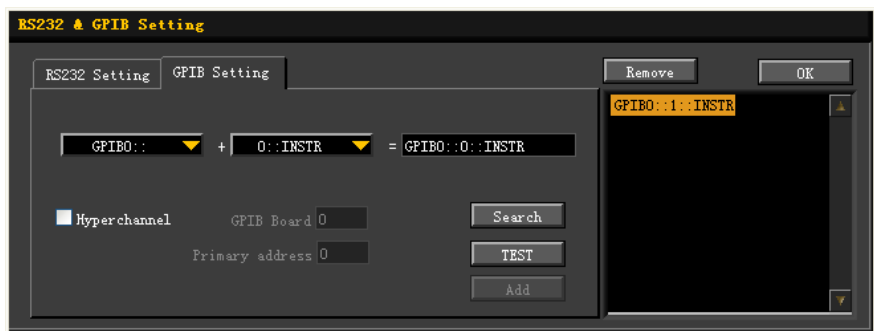 RS232 & GPIB Setting
RS232 Setting GPIB Setting
Remove OK
GPIB0::1::INSTR
GPIB0:: + 0::INSTR = GPIB0::0::INSTR
Hyperchannel GPIB Board 0 Search
Primary address 0 TEST
Add